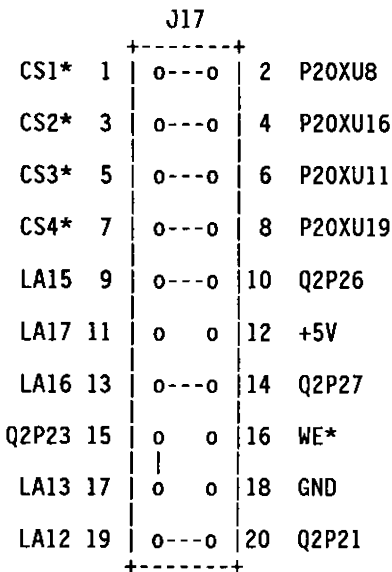 J17
+-------+
CS1* 1 | o---o | 2 P20XU8
CS2* 3 | o---o | 4 P20XU16
CS3* 5 | o---o | 6 P20XU11
CS4* 7 | o---o | 8 P20XU19
LA15 9 | o---o |10 Q2P26
LA17 11 | o o |12 +5V
LA16 13 | o---o |14 Q2P27
Q2P23 15 | o o |16 WE*
|
LA13 17 | o o |18 GND
LA12 19 | o---o |20 Q2P21
+-------+